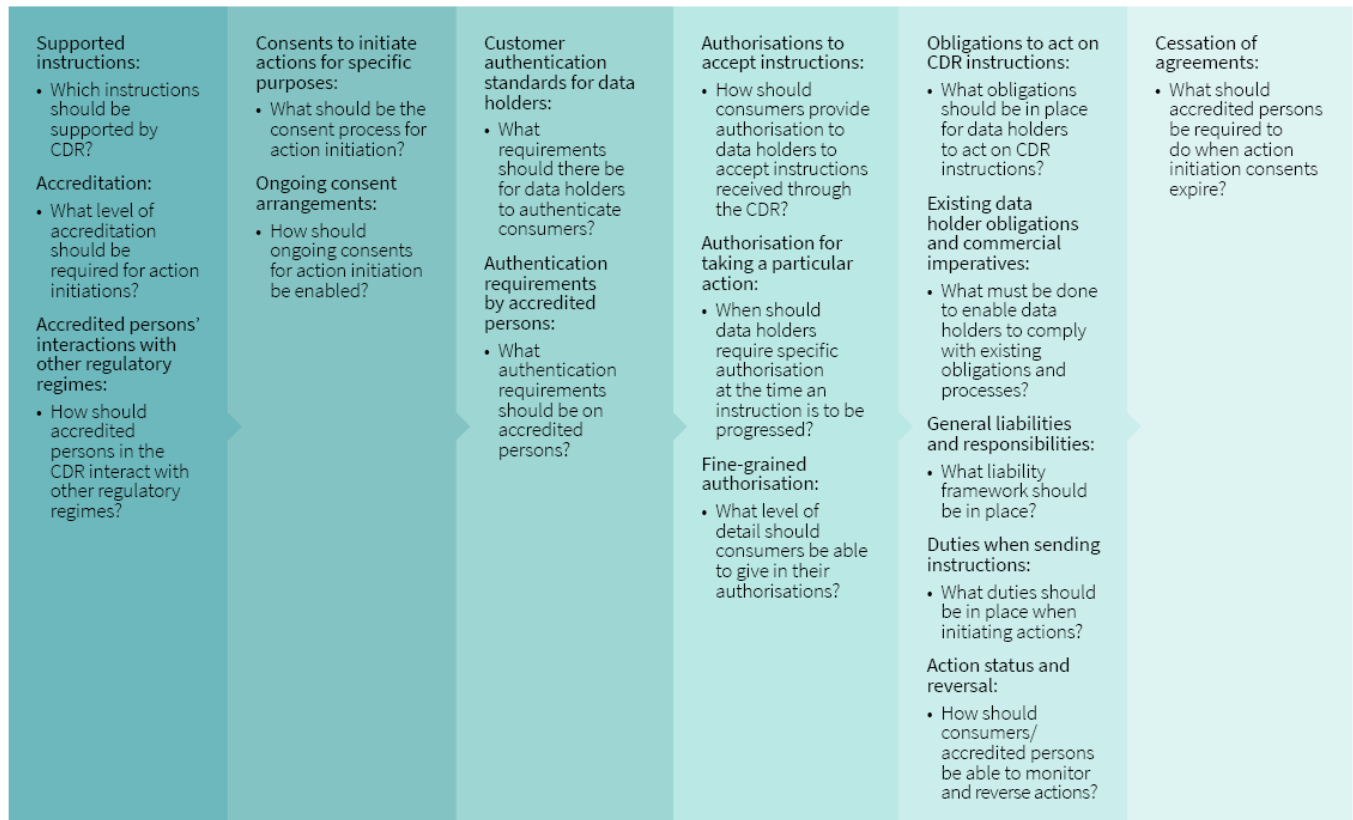 Supported
instructions:
• Which instructions
should be
supported by
CDR?
Accreditation:
• What level of
accreditation
should be
required for action
initiations?
Accredited persons’
interactions with
other regulatory
regimes:
• How should
accredited
persons in the
CDR interact with
other regulatory
regimes?
Consents to initiate
actions for specific
purposes:
• What should be the
consent process for
action initiation?
Ongoing consent
arrangements:
• How should
ongoing consents
for action initiation
be enabled?
Customer
authentication
standards for data
holders:
• What
requirements
should there be
for data holders
to authenticate
consumers?
Authentication
requirements
by accredited
persons:
• What
authentication
requirements
should be on
accredited
persons?
Authorisations to
accept instructions:
• How should
consumers provide
authorisation to
data holders to
accept instructions
received through
the CDR?
Authorisation for
taking a particular
action:
• When should
data holders
require specific
authorisation
at the time an
instruction is to be
progressed?
Fine-grained
authorisation:
• What level of
detail should
consumers be able
to give in their
authorisations?
Obligations to act on
CDR instructions:
• What obligations
should be in place
for data holders
to act on CDR
instructions?
Existing data
holder obligations
and commercial
imperatives:
• What must be done
to enable data
holders to comply
with existing
obligations and
processes?
General liabilities
and responsibilities:
• What liability
framework should
be in place?
Duties when sending
instructions:
• What duties should
be in place when
initiating actions?
Action status and
reversal:
• How should
consumers/
accredited persons
be able to monitor
and reverse actions?
Cessation of
agreements:
• What should
accredited persons
be required to
do when action
initiation consents
expire?